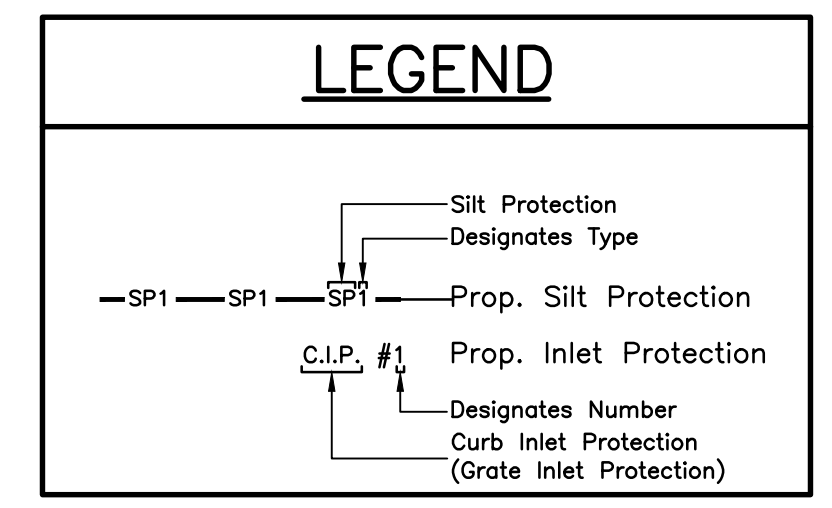 LEGEND
Silt Protection
Designates Type
SP1 SP1 SP1 Prop. Silt Protection
C.I.P. #1 Prop. Inlet Protection
Designates Number
Curb Inlet Protection
(Grate Inlet Protection)